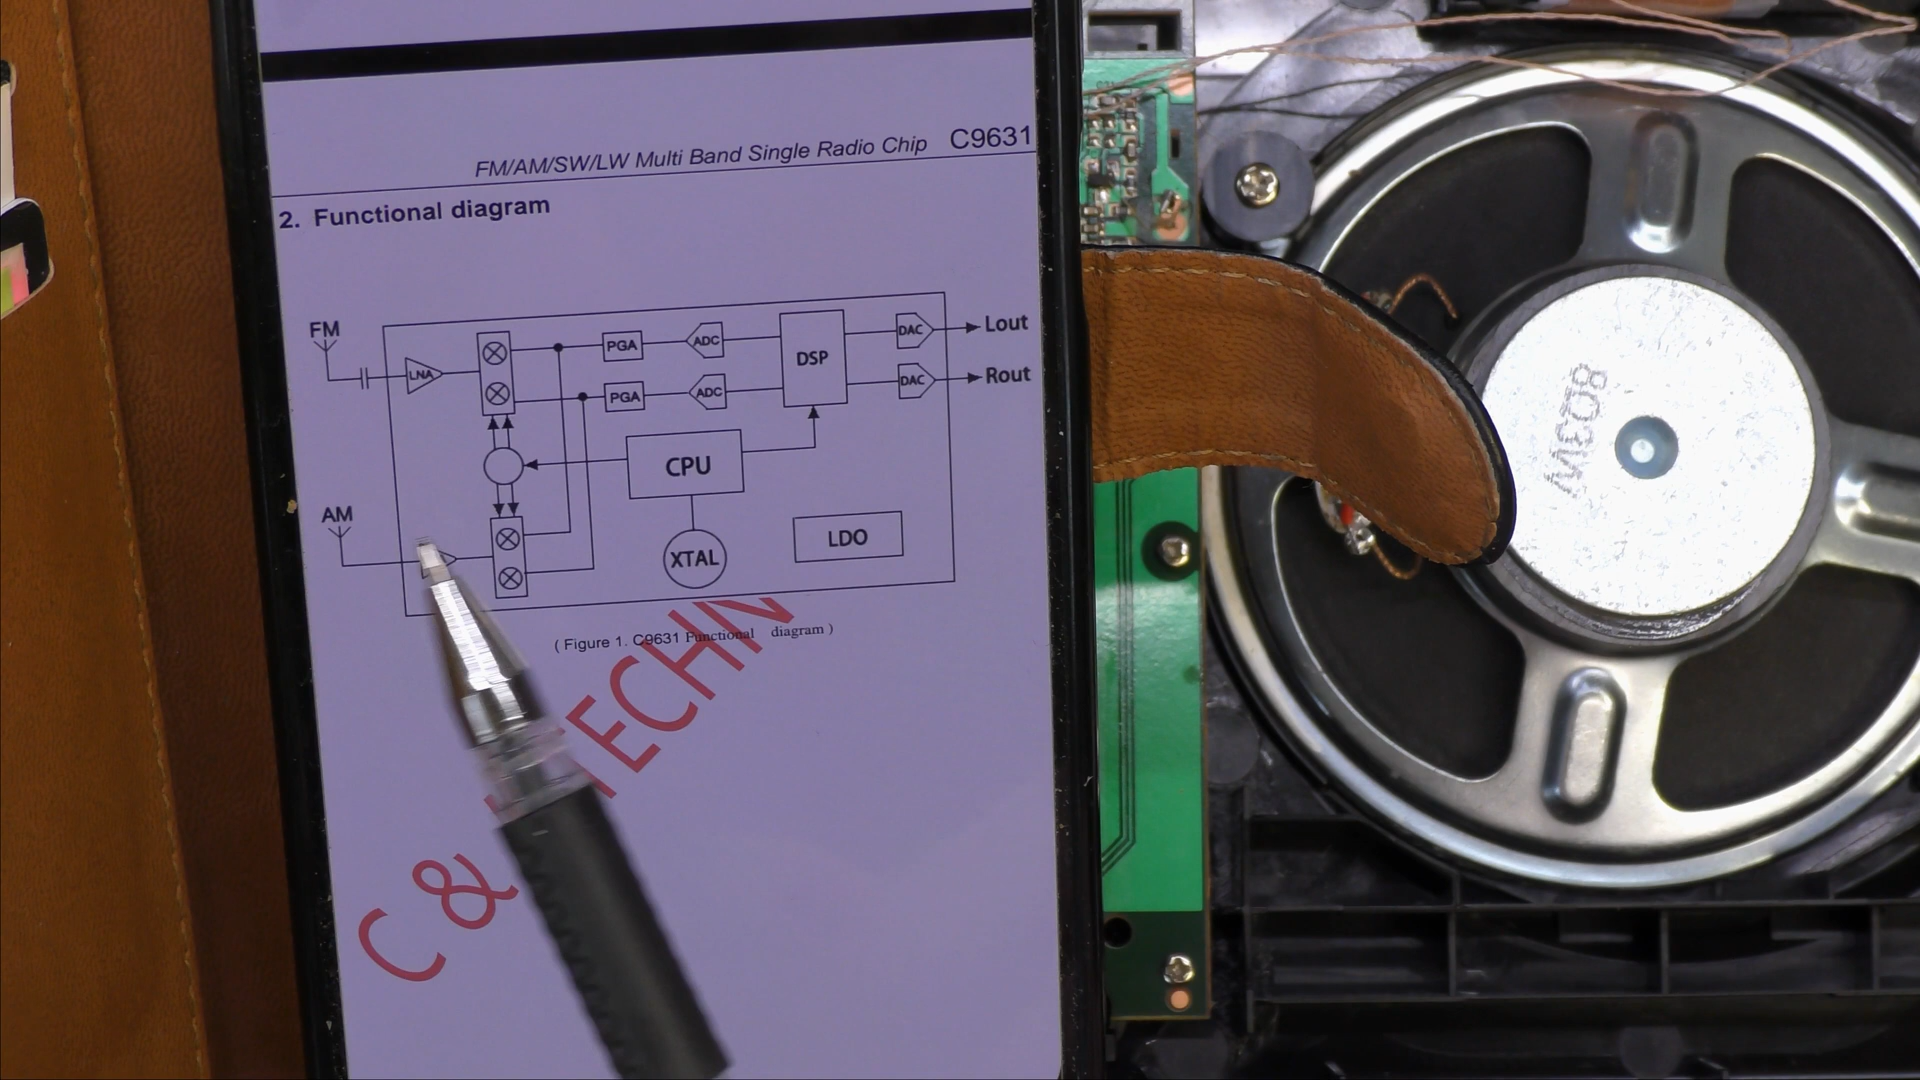 FM/AM/SW/LW Multi Band Single Radio Chip C9631
2. Functional diagram
FM
LNA
PGA
ADC
DSP
DAC
Lout
PGA
ADC
DAC
Rout
CPU
AM
XTAL
LDO
( Figure 1. C9631 Functional diagram )
C & TECHN
8Q3W